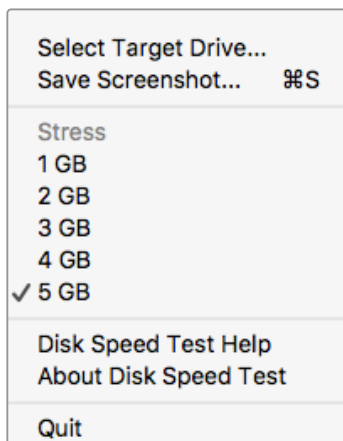 Select Target Drive...
Save Screenshot... ⌘S
Stress
1 GB
2 GB
3 GB
4 GB
✓ 5 GB
Disk Speed Test Help
About Disk Speed Test
Quit